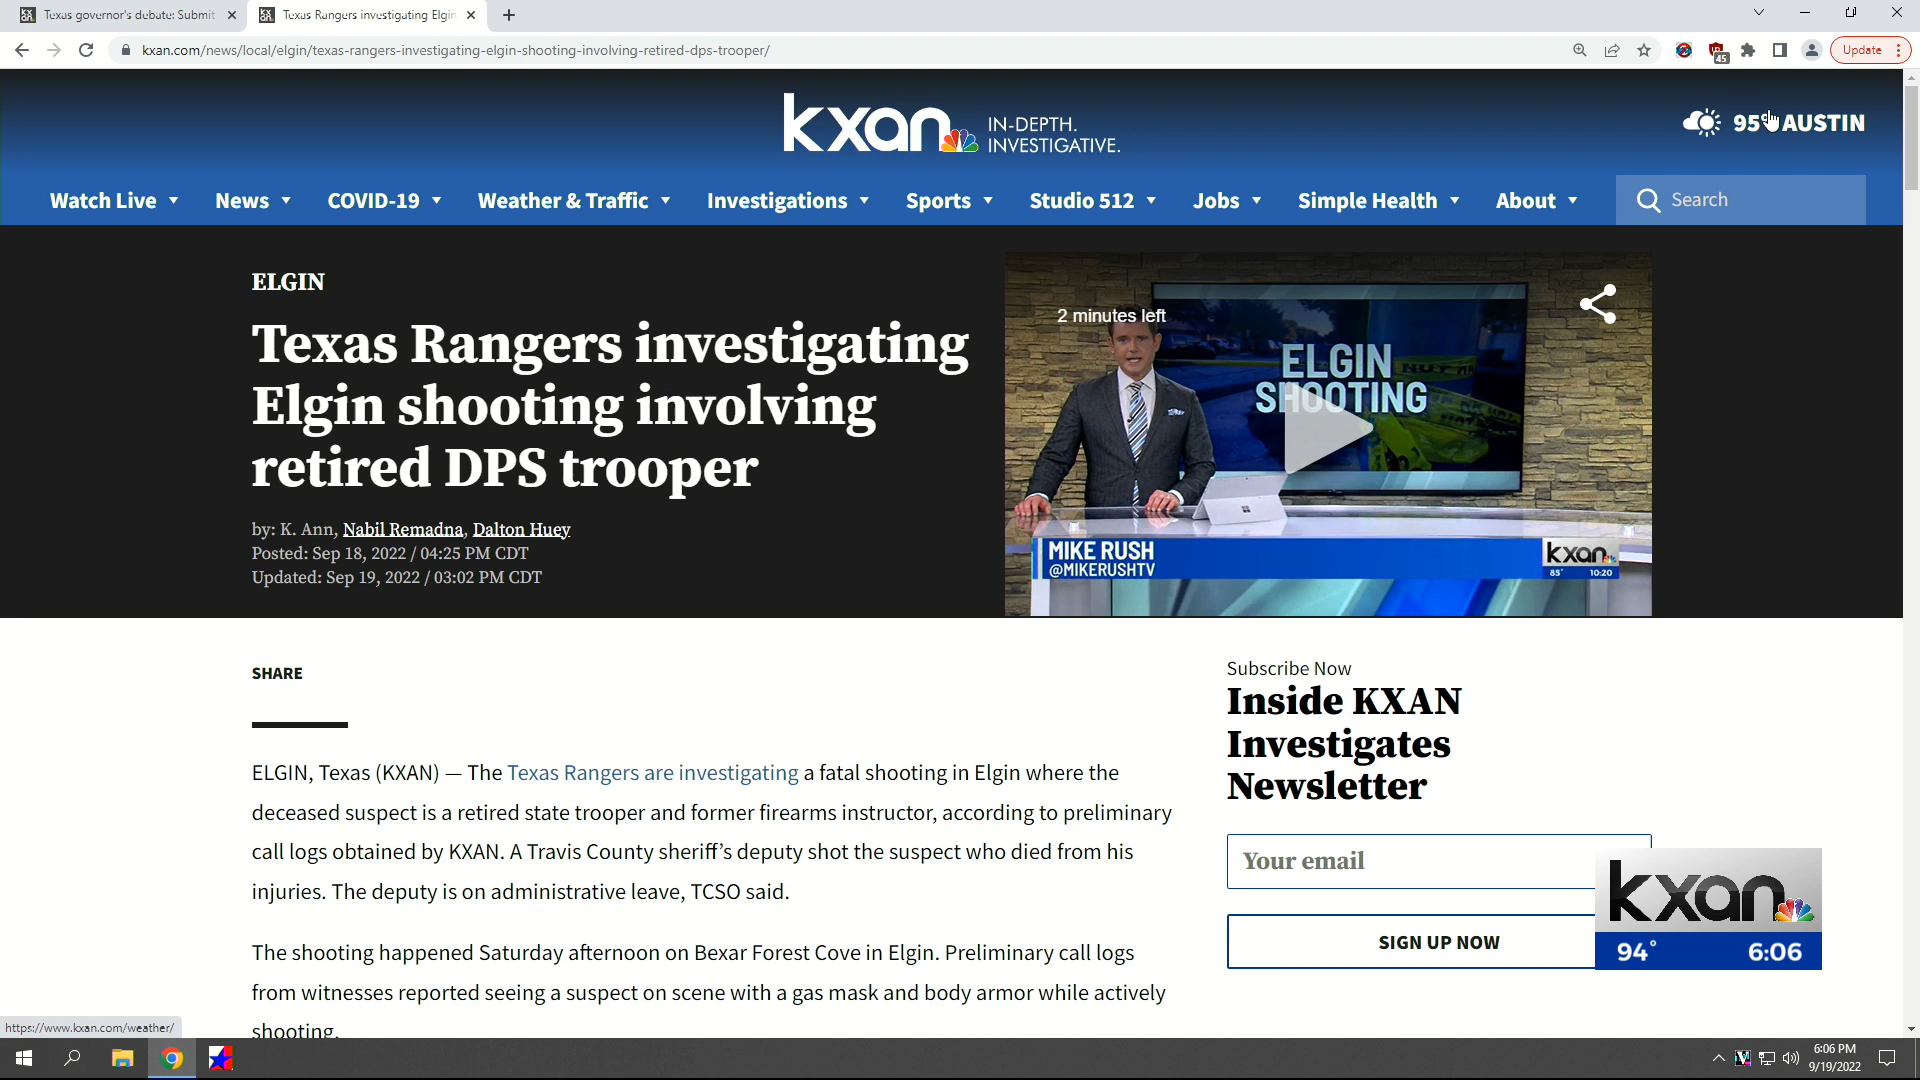 Texas governor's debate: Submit
Texas Rangers investigating Elgin
kxan.com/news/local/elgin/texas-rangers-investigating-elgin-shooting-involving-retired-dps-trooper/
45
Update
kxan
IN-DEPTH.
INVESTIGATIVE.
95° AUSTIN
Watch Live
News
COVID-19
Weather & Traffic
Investigations
Sports
Studio 512
Jobs
Simple Health
About
Search
ELGIN
Texas Rangers investigating
Elgin shooting involving
retired DPS trooper
by: K. Ann, Nabil Remadna, Dalton Huey
Posted: Sep 18, 2022 / 04:25 PM CDT
Updated: Sep 19, 2022 / 03:02 PM CDT
2 minutes left
ELGIN
SHOOTING
MIKE RUSH
@MIKERUSHTV
kxan
85° 10:20
SHARE
ELGIN, Texas (KXAN) — The Texas Rangers are investigating a fatal shooting in Elgin where the
deceased suspect is a retired state trooper and former firearms instructor, according to preliminary
call logs obtained by KXAN. A Travis County sheriff's deputy shot the suspect who died from his
injuries. The deputy is on administrative leave, TCSO said.
The shooting happened Saturday afternoon on Bexar Forest Cove in Elgin. Preliminary call logs
from witnesses reported seeing a suspect on scene with a gas mask and body armor while actively
shooting.
Subscribe Now
Inside KXAN
Investigates
Newsletter
Your email
SIGN UP NOW
kxan
94° 6:06
https://www.kxan.com/weather/
6:06 PM
9/19/2022